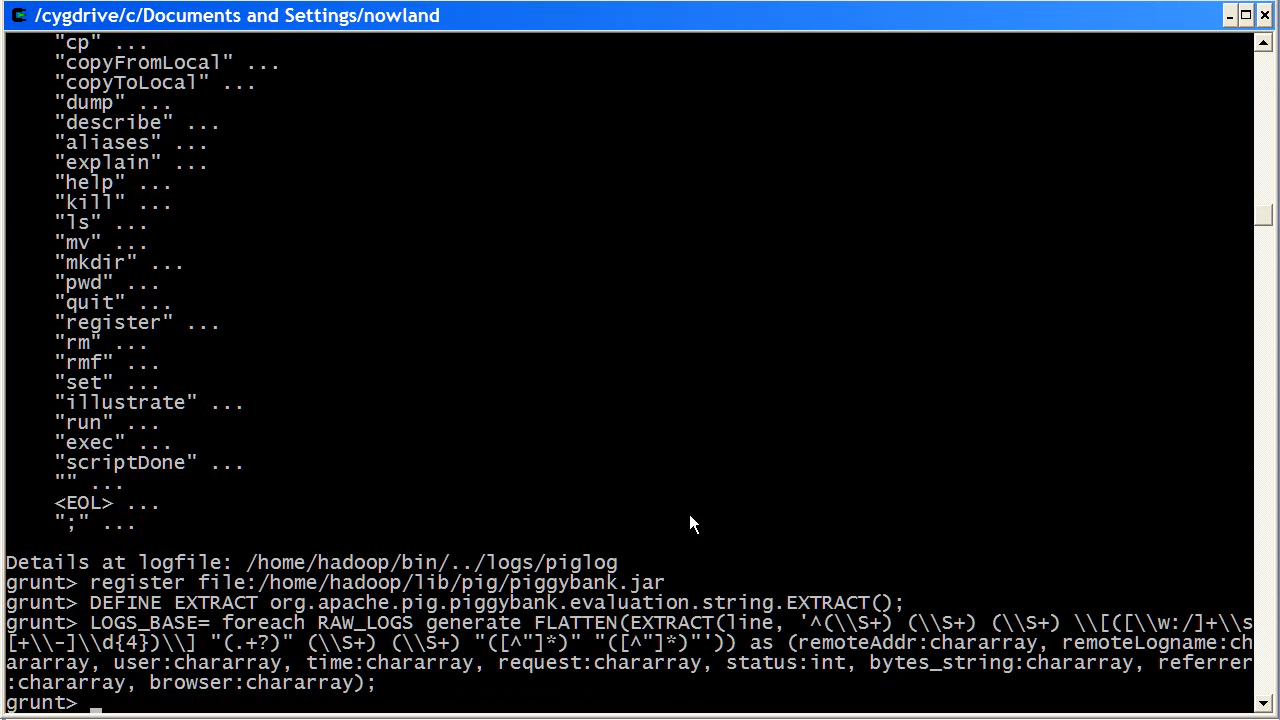 /cygdrive/c/Documents and Settings/nowland
"cp" ...
"copyFromLocal" ...
"copyToLocal" ...
"dump" ...
"describe" ...
"aliases" ...
"explain" ...
"help" ...
"kill" ...
"ls" ...
"mv" ...
"mkdir" ...
"pwd" ...
"quit" ...
"register" ...
"rm" ...
"rmf" ...
"set" ...
"illustrate" ...
"run" ...
"exec" ...
"scriptDone" ...
"" ...
<EOL> ...
";" ...
Details at logfile: /home/hadoop/bin/../logs/piglog
grunt> register file:/home/hadoop/lib/pig/piggybank.jar
grunt> DEFINE EXTRACT org.apache.pig.piggybank.evaluation.string.EXTRACT();
grunt> LOGS_BASE= foreach RAW_LOGS generate FLATTEN(EXTRACT(line, '^(\\S+) (\\S+) (\\S+) \\[([\\w:/]+\\s
[+\\-]\\d{4})\\] "(.+?)" (\\S+) (\\S+) "([^"]*)" "([^"]*)"')) as (remoteAddr:chararray, remoteLogname:ch
ararray, user:chararray, time:chararray, request:chararray, status:int, bytes_string:chararray, referrer
:chararray, browser:chararray);
grunt>